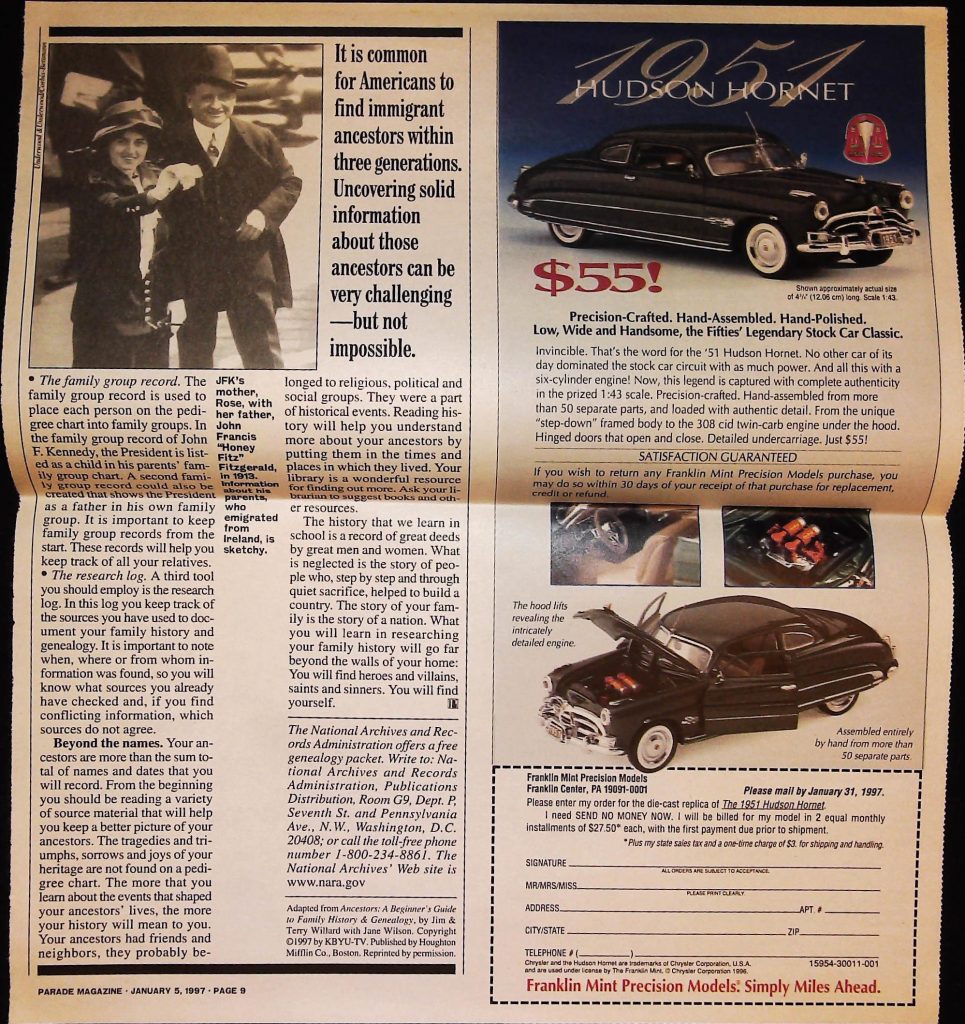 Underwood & Underwood/Corbis-Bettmann
It is common
for Americans to
find immigrant
ancestors within
three generations.
Uncovering solid
information
about those
ancestors can be
very challenging
—but not
impossible.
• The family group record. The
family group record is used to
place each person on the pedi-
gree chart into family groups. In
the family group record of John
F. Kennedy, the President is list-
ed as a child in his parents' fam-
ily group chart. A second fam-
ily group record could also be
created that shows the President
as a father in his own family
group. It is important to keep
family group records from the
start. These records will help you
keep track of all your relatives.
• The research log. A third tool
you should employ is the research
log. In this log you keep track of
the sources you have used to doc-
ument your family history and
genealogy. It is important to note
when, where or from whom in-
formation was found, so you will
know what sources you already
have checked and, if you find
conflicting information, which
sources do not agree.
Beyond the names. Your an-
cestors are more than the sum to-
tal of names and dates that you
will record. From the beginning
you should be reading a variety
of source material that will help
you keep a better picture of your
ancestors. The tragedies and tri-
umphs, sorrows and joys of your
heritage are not found on a pedi-
gree chart. The more that you
learn about the events that shaped
your ancestors' lives, the more
your history will mean to you.
Your ancestors had friends and
neighbors, they probably be-
JFK's
mother,
Rose, with
her father,
John
Francis
"Honey
Fitz"
Fitzgerald,
in 1913.
Information
about his
parents,
who
emigrated
from
Ireland, is
sketchy.
longed to religious, political and
social groups. They were a part
of historical events. Reading his-
tory will help you understand
more about your ancestors by
putting them in the times and
places in which they lived. Your
library is a wonderful resource
for finding out more. Ask your li-
brarian to suggest books and oth-
er resources.
The history that we learn in
school is a record of great deeds
by great men and women. What
is neglected is the story of peo-
ple who, step by step and through
quiet sacrifice, helped to build a
country. The story of your fam-
ily is the story of a nation. What
you will learn in researching
your family history will go far
beyond the walls of your home:
You will find heroes and villains,
saints and sinners. You will find
yourself.
The National Archives and Rec-
ords Administration offers a free
genealogy packet. Write to: Na-
tional Archives and Records
Administration, Publications
Distribution, Room G9, Dept. P,
Seventh St. and Pennsylvania
Ave., N.W., Washington, D.C.
20408; or call the toll-free phone
number 1-800-234-8861. The
National Archives' Web site is
www.nara.gov
Adapted from Ancestors: A Beginner's Guide
to Family History & Genealogy, by Jim &
Terry Willard with Jane Wilson. Copyright
©1997 by KBYU-TV. Published by Houghton
Mifflin Co., Boston. Reprinted by permission.
PARADE MAGAZINE · JANUARY 5, 1997 · PAGE 9
1951
HUDSON HORNET
$55!
Shown approximately actual size
of 4¾" (12.06 cm) long. Scale 1:43.
Precision-Crafted. Hand-Assembled. Hand-Polished.
Low, Wide and Handsome, the Fifties' Legendary Stock Car Classic.
Invincible. That's the word for the '51 Hudson Hornet. No other car of its
day dominated the stock car circuit with as much power. And all this with a
six-cylinder engine! Now, this legend is captured with complete authenticity
in the prized 1:43 scale. Precision-crafted. Hand-assembled from more
than 50 separate parts, and loaded with authentic detail. From the unique
"step-down" framed body to the 308 cid twin-carb engine under the hood.
Hinged doors that open and close. Detailed undercarriage. Just $55!
SATISFACTION GUARANTEED
If you wish to return any Franklin Mint Precision Models purchase, you
may do so within 30 days of your receipt of that purchase for replacement,
credit or refund.
The hood lifts
revealing the
intricately
detailed engine.
Assembled entirely
by hand from more than
50 separate parts.
Franklin Mint Precision Models
Franklin Center, PA 19091-0001
Please mail by January 31, 1997.
Please enter my order for the die-cast replica of The 1951 Hudson Hornet.
I need SEND NO MONEY NOW. I will be billed for my model in 2 equal monthly
installments of $27.50* each, with the first payment due prior to shipment.
*Plus my state sales tax and a one-time charge of $3. for shipping and handling.
SIGNATURE
ALL ORDERS ARE SUBJECT TO ACCEPTANCE.
MR/MRS/MISS
PLEASE PRINT CLEARLY.
ADDRESS APT. #
CITY/STATE ZIP
TELEPHONE # ( )
Chrysler and the Hudson Hornet are trademarks of Chrysler Corporation, U.S.A.
and are used under license by The Franklin Mint. © Chrysler Corporation 1996.
15954-30011-001
Franklin Mint Precision Models.® Simply Miles Ahead.